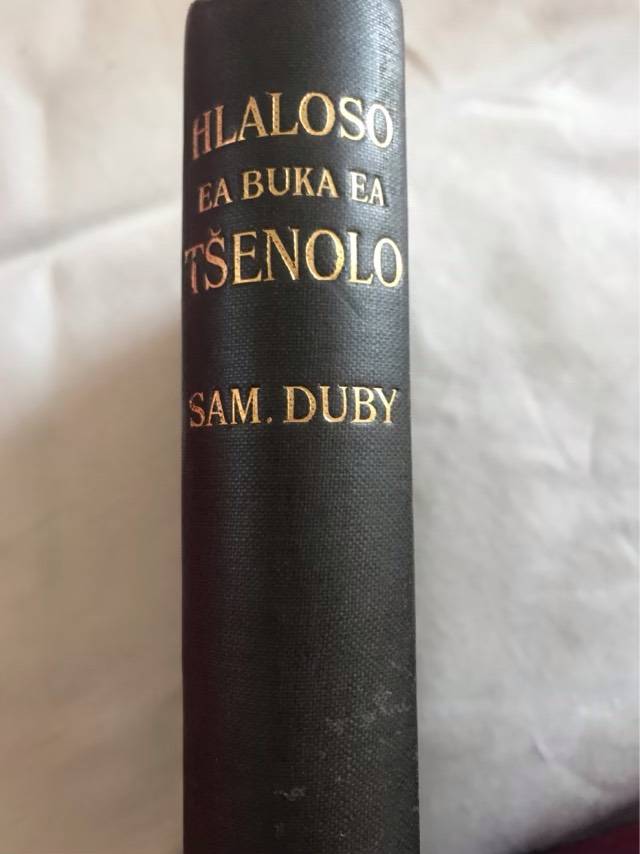 HLALOSO
EA BUKA EA
TŠENOLO
SAM. DUBY